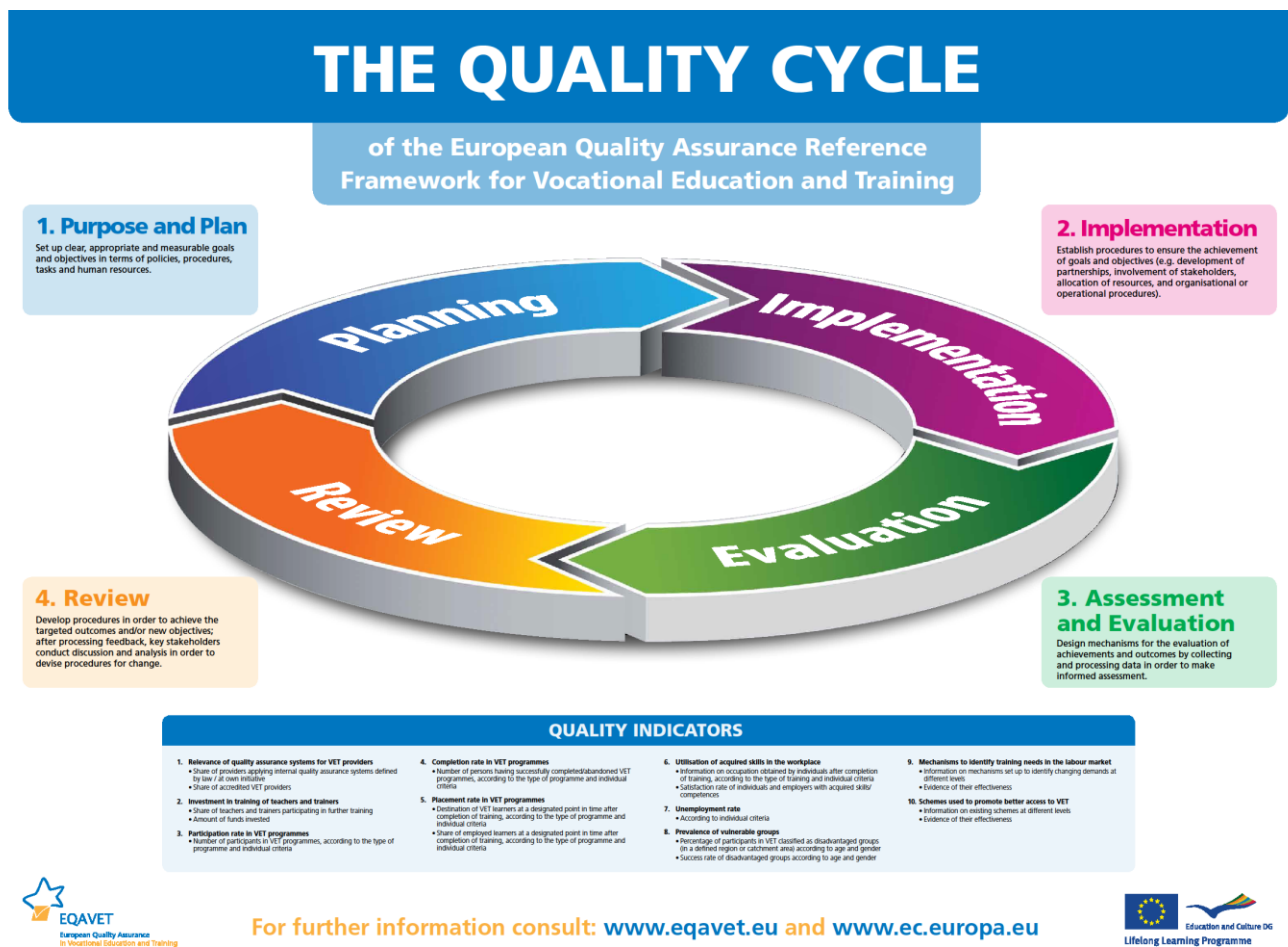 THE QUALITY CYCLE
of the European Quality Assurance Reference
Framework for Vocational Education and Training
1. Purpose and Plan
Set up clear, appropriate and measurable goals
and objectives in terms of policies, procedures,
tasks and human resources.
2. Implementation
Establish procedures to ensure the achievement
of goals and objectives (e.g. development of
partnerships, involvement of stakeholders,
allocation of resources, and organisational or
operational procedures).
Planning
Implementation
Review
Evaluation
4. Review
Develop procedures in order to achieve the
targeted outcomes and/or new objectives;
after processing feedback, key stakeholders
conduct discussion and analysis in order to
devise procedures for change.
3. Assessment
and Evaluation
Design mechanisms for the evaluation of
achievements and outcomes by collecting
and processing data in order to make
informed assessment.
QUALITY INDICATORS
1. Relevance of quality assurance systems for VET providers
• Share of providers applying internal quality assurance systems defined
by law / at own initiative
• Share of accredited VET providers
2. Investment in training of teachers and trainers
• Share of teachers and trainers participating in further training
• Amount of funds invested
3. Participation rate in VET programmes
• Number of participants in VET programmes, according to the type of
programme and individual criteria
4. Completion rate in VET programmes
• Number of persons having successfully completed/abandoned VET
programmes, according to the type of programme and individual
criteria
5. Placement rate in VET programmes
• Destination of VET learners at a designated point in time after
completion of training, according to the type of programme and
individual criteria
• Share of employed learners at a designated point in time after
completion of training, according to the type of programme and
individual criteria
6. Utilisation of acquired skills in the workplace
• Information on occupation obtained by individuals after completion
of training, according to the type of training and individual criteria
• Satisfaction rate of individuals and employers with acquired skills/
competences
7. Unemployment rate
• According to individual criteria
8. Prevalence of vulnerable groups
• Percentage of participants in VET classified as disadvantaged groups
(in a defined region or catchment area) according to age and gender
• Success rate of disadvantaged groups according to age and gender
9. Mechanisms to identify training needs in the labour market
• Information on mechanisms set up to identify changing demands at
different levels
• Evidence of their effectiveness
10. Schemes used to promote better access to VET
• Information on existing schemes at different levels
• Evidence of their effectiveness
EQAVET
European Quality Assurance
in Vocational Education and Training
For further information consult: www.eqavet.eu and www.ec.europa.eu
Education and Culture DG
Lifelong Learning Programme